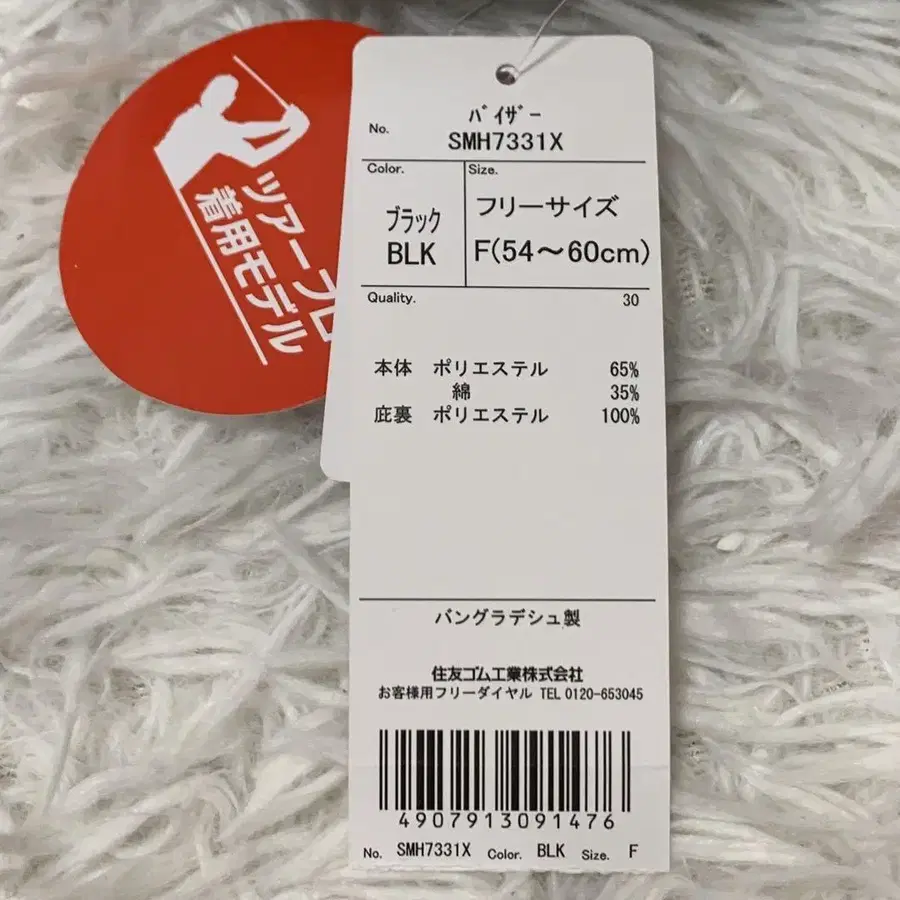 ツアープロ
着用モデル
バイザー
No. SMH7331X
Color. Size.
ブラック フリーサイズ
BLK F(54〜60cm)
Quality. 30
本体 ポリエステル 65%
綿 35%
庇裏 ポリエステル 100%
バングラデシュ製
住友ゴム工業株式会社
お客様用フリーダイヤル TEL 0120-653045
4907913091476
No. SMH7331X Color. BLK Size. F